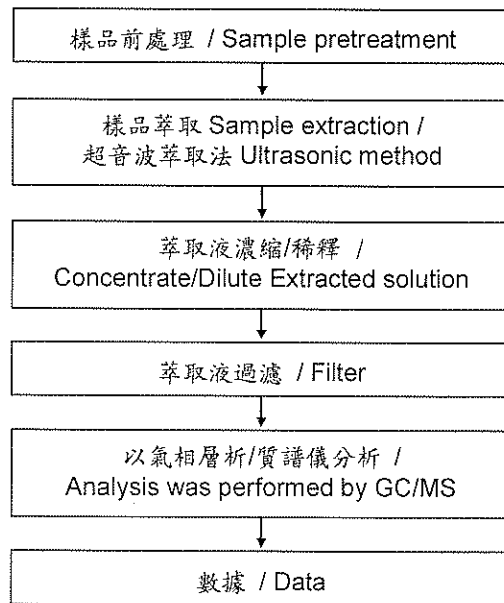 樣品前處理 / Sample pretreatment
樣品萃取 Sample extraction /
超音波萃取法 Ultrasonic method
萃取液濃縮/稀釋 /
Concentrate/Dilute Extracted solution
萃取液過濾 / Filter
以氣相層析/質譜儀分析 /
Analysis was performed by GC/MS
數據 / Data